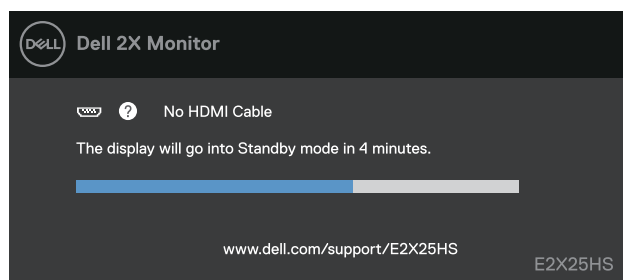 DELL
Dell 2X Monitor
? No HDMI Cable
The display will go into Standby mode in 4 minutes.
www.dell.com/support/E2X25HS
E2X25HS